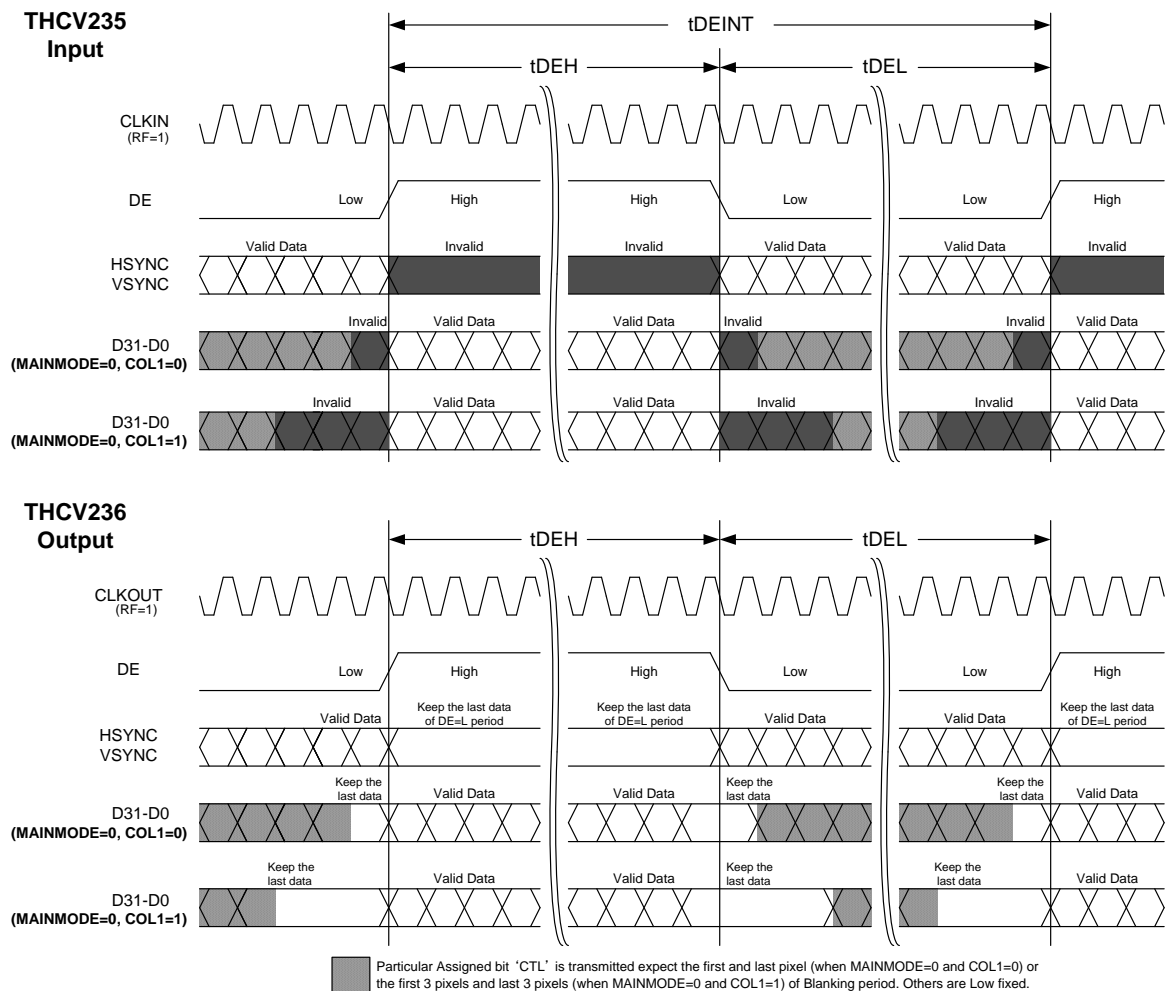 THCV235
Input
tDEINT
tDEH
tDEL
CLKIN
(RF=1)
DE
Low
High
High
Low
Low
High
HSYNC
VSYNC
Valid Data
Invalid
Invalid
Valid Data
Valid Data
Invalid
D31-D0
(MAINMODE=0, COL1=0)
Invalid
Valid Data
Valid Data
Invalid
Invalid
Valid Data
D31-D0
(MAINMODE=0, COL1=1)
Invalid
Valid Data
Valid Data
Invalid
Invalid
Valid Data
THCV236
Output
tDEH
tDEL
CLKOUT
(RF=1)
DE
Low
High
High
Low
Low
High
HSYNC
VSYNC
Valid Data
Keep the last data
of DE=L period
Keep the last data
of DE=L period
Valid Data
Valid Data
Keep the last data
of DE=L period
D31-D0
(MAINMODE=0, COL1=0)
Keep the
last data
Valid Data
Valid Data
Keep the
last data
Keep the
last data
Valid Data
D31-D0
(MAINMODE=0, COL1=1)
Keep the
last data
Valid Data
Valid Data
Keep the
last data
Keep the
last data
Valid Data
Particular Assigned bit ‘CTL’ is transmitted expect the first and last pixel (when MAINMODE=0 and COL1=0) or
the first 3 pixels and last 3 pixels (when MAINMODE=0 and COL1=1) of Blanking period. Others are Low fixed.